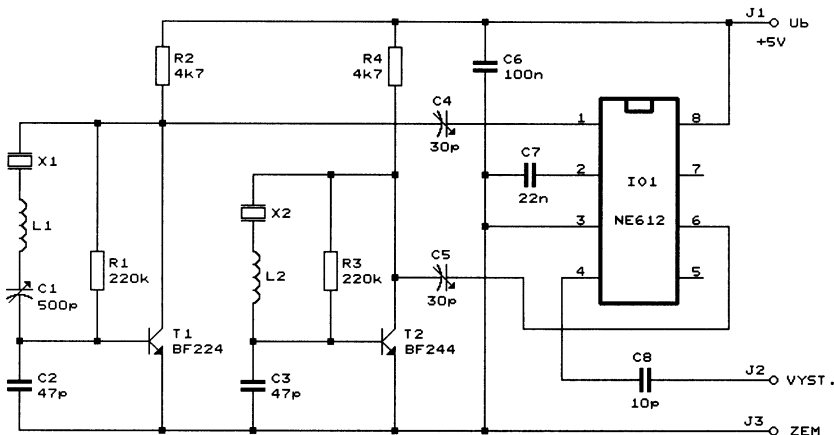 J1
Ub
+5V
R2
4k7
R4
4k7
C6
100n
C4
30p
1
8
X1
C7
22n
2
IO1
7
X2
L1
NE612
3
6
R1
220k
L2
R3
220k
C5
30p
4
5
C1
500p
T1
BF224
T2
BF244
C8
10p
J2
VYST.
C2
47p
C3
47p
J3
ZEM